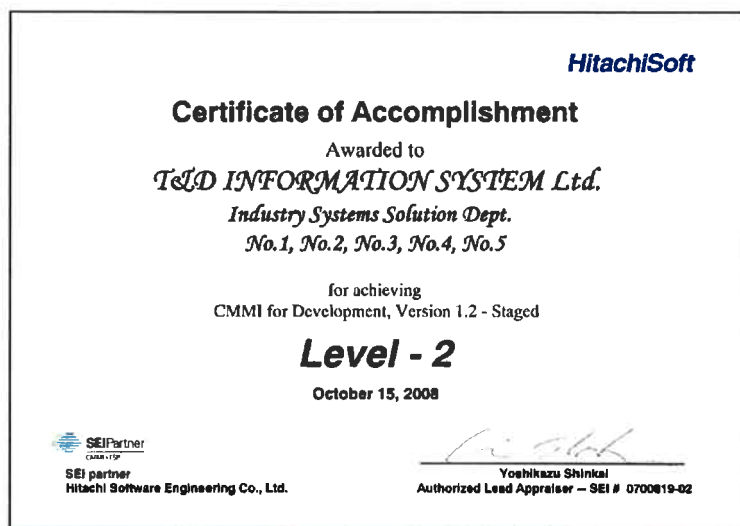 HitachiSoft
Certificate of Accomplishment
Awarded to
T&D INFORMATION SYSTEM Ltd.
Industry Systems Solution Dept.
No.1, No.2, No.3, No.4, No.5
for achieving
CMMI for Development, Version 1.2 - Staged
Level - 2
October 15, 2008
SEIPartner
CMMI • TSP
SEI partner
Hitachi Software Engineering Co., Ltd.
Yoshikazu Shinkai
Authorized Lead Appraiser – SEI # 0700819-02